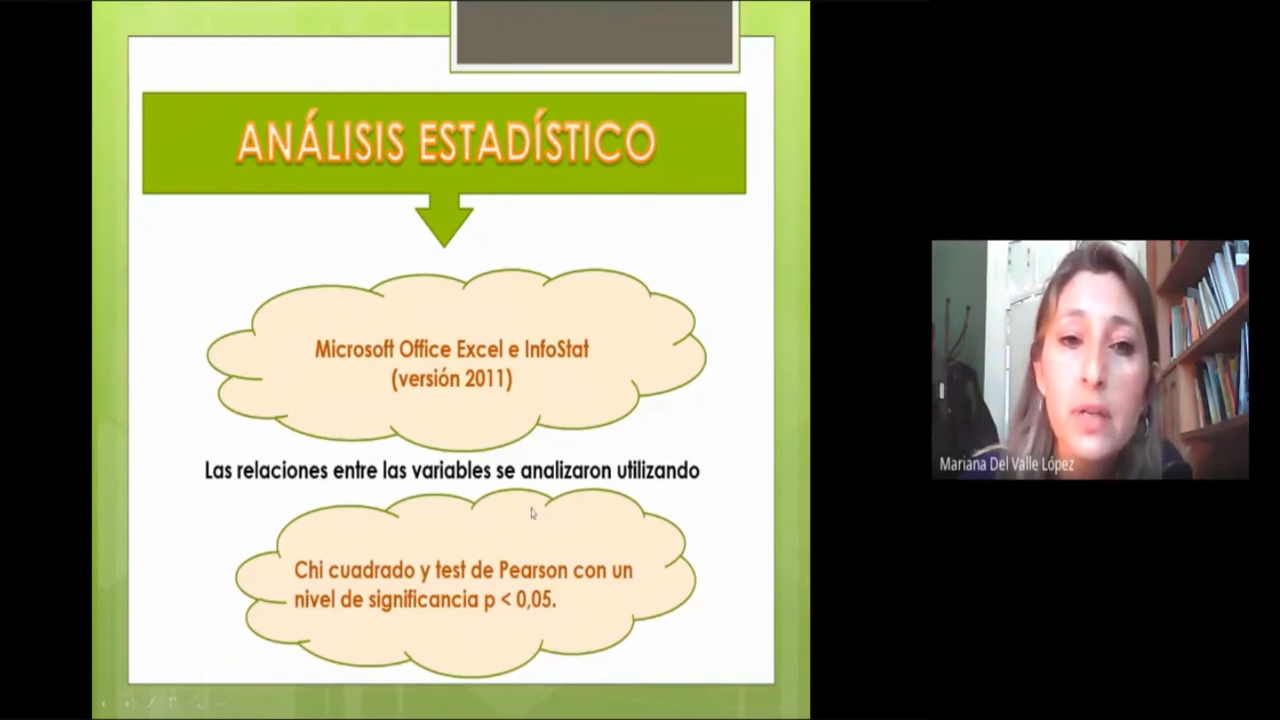 ANÁLISIS ESTADÍSTICO
Microsoft Office Excel e InfoStat
(versión 2011)
Las relaciones entre las variables se analizaron utilizando
Chi cuadrado y test de Pearson con un
nivel de significancia p < 0,05.
Mariana Del Valle López